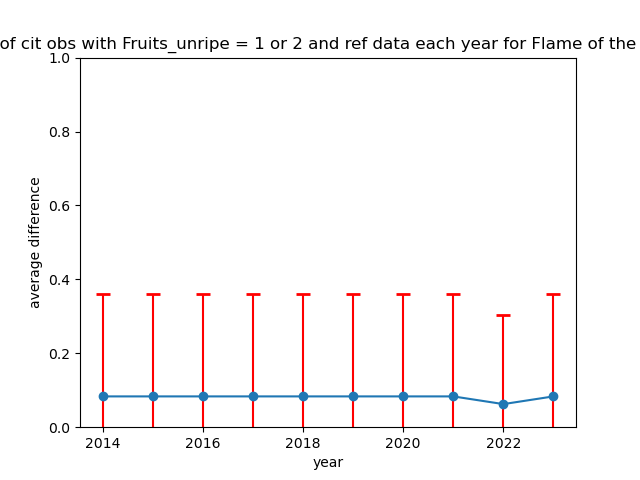 of cit obs with Fruits_unripe = 1 or 2 and ref data each year for Flame of the
1.0
0.8
0.6
0.4
0.2
0.0
average difference
2014 2016 2018 2020 2022
year